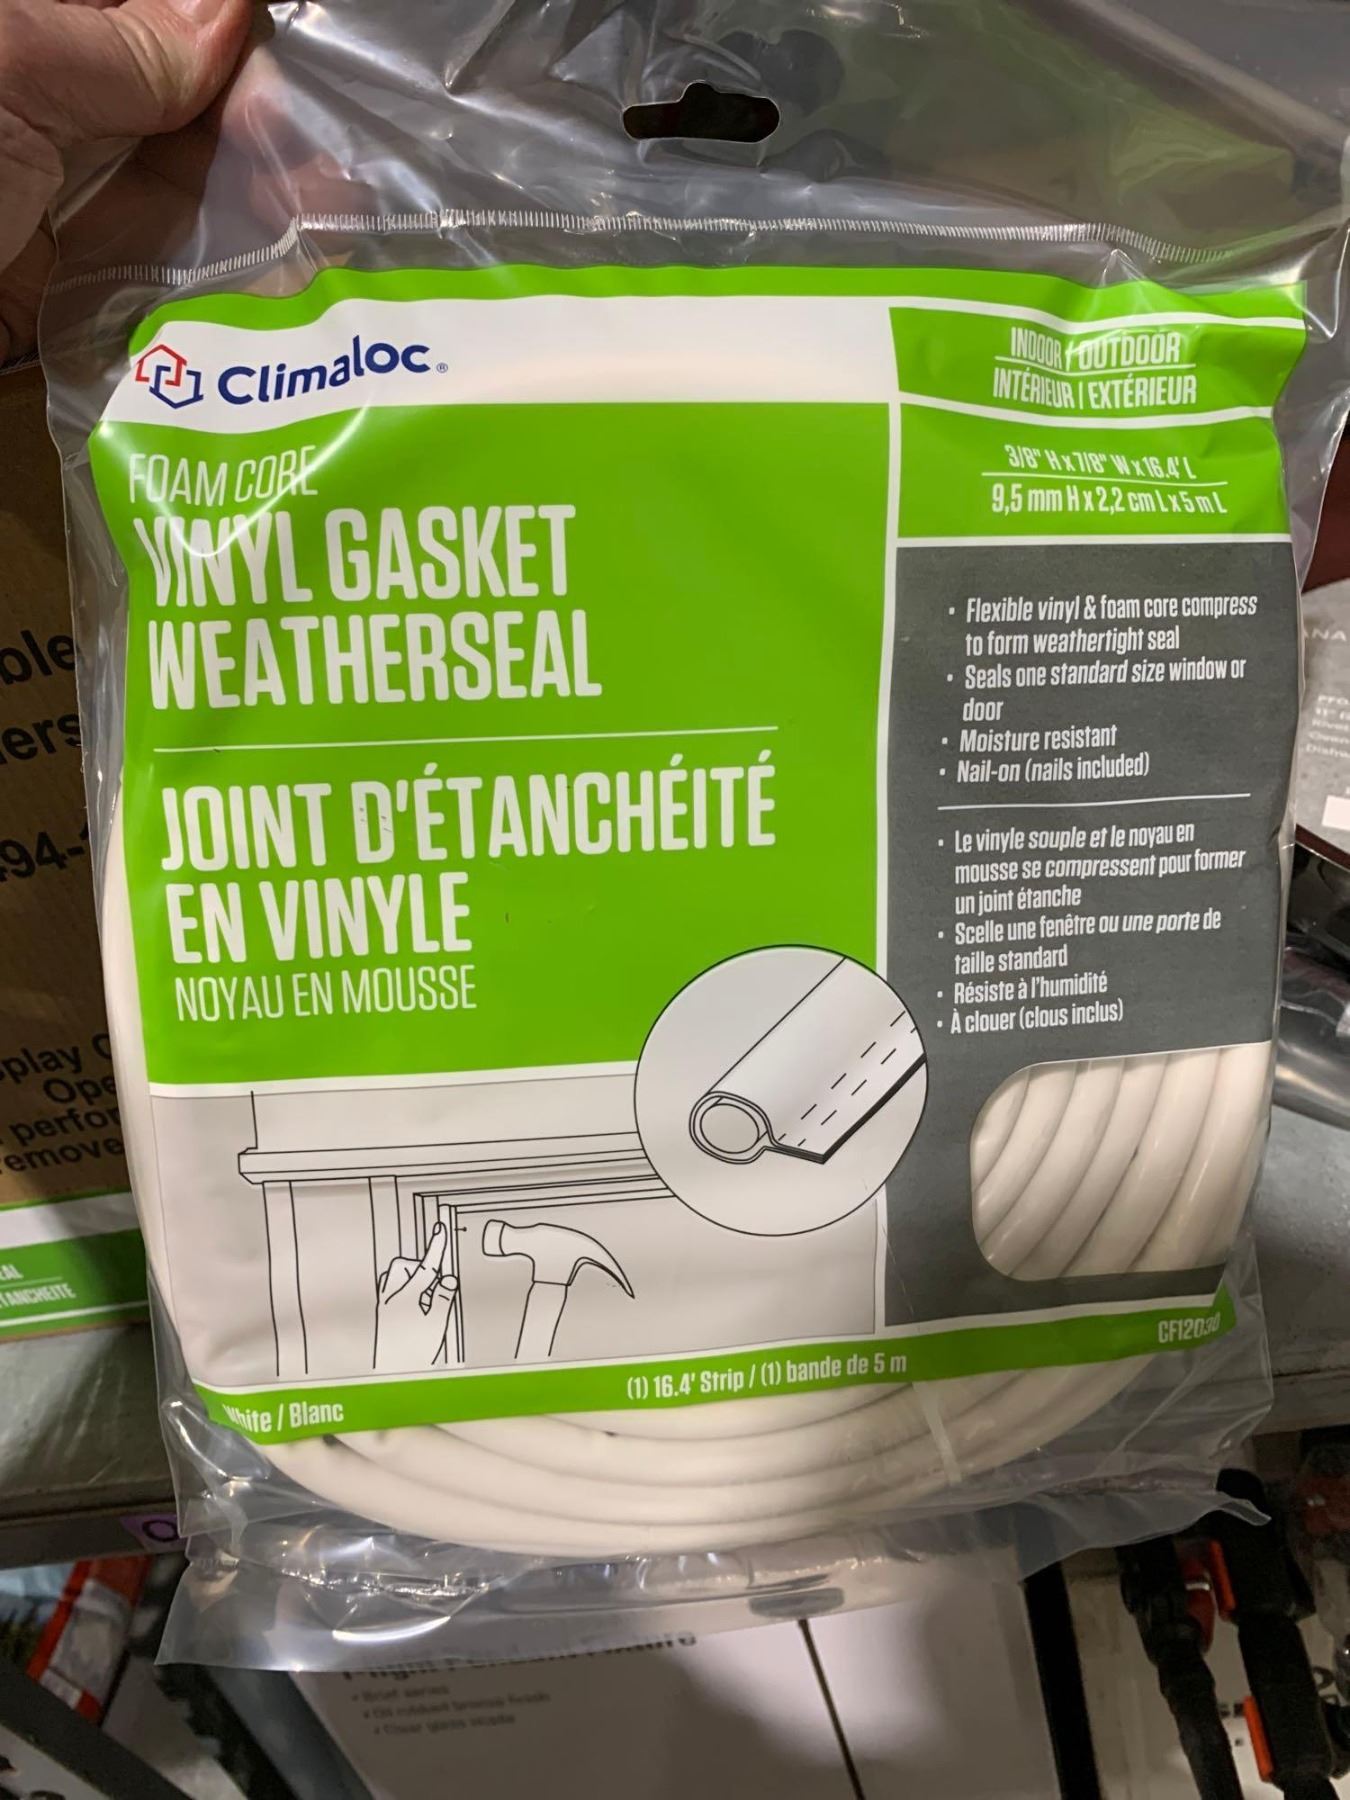 Climaloc®
INDOOR / OUTDOOR
INTÉRIEUR | EXTÉRIEUR
3/8" H x 7/8" W x 16.4' L
9,5 mm H x 2,2 cm L x 5 m L
FOAM CORE
VINYL GASKET
WEATHERSEAL
JOINT D'ÉTANCHÉITÉ
EN VINYLE
NOYAU EN MOUSSE
• Flexible vinyl & foam core compress
to form weathertight seal
• Seals one standard size window or
door
• Moisture resistant
• Nail-on (nails included)
• Le vinyle souple et le noyau en
mousse se compressent pour former
un joint étanche
• Scelle une fenêtre ou une porte de
taille standard
• Résiste à l'humidité
• À clouer (clous inclus)
White / Blanc
(1) 16.4' Strip / (1) bande de 5 m
CF12030